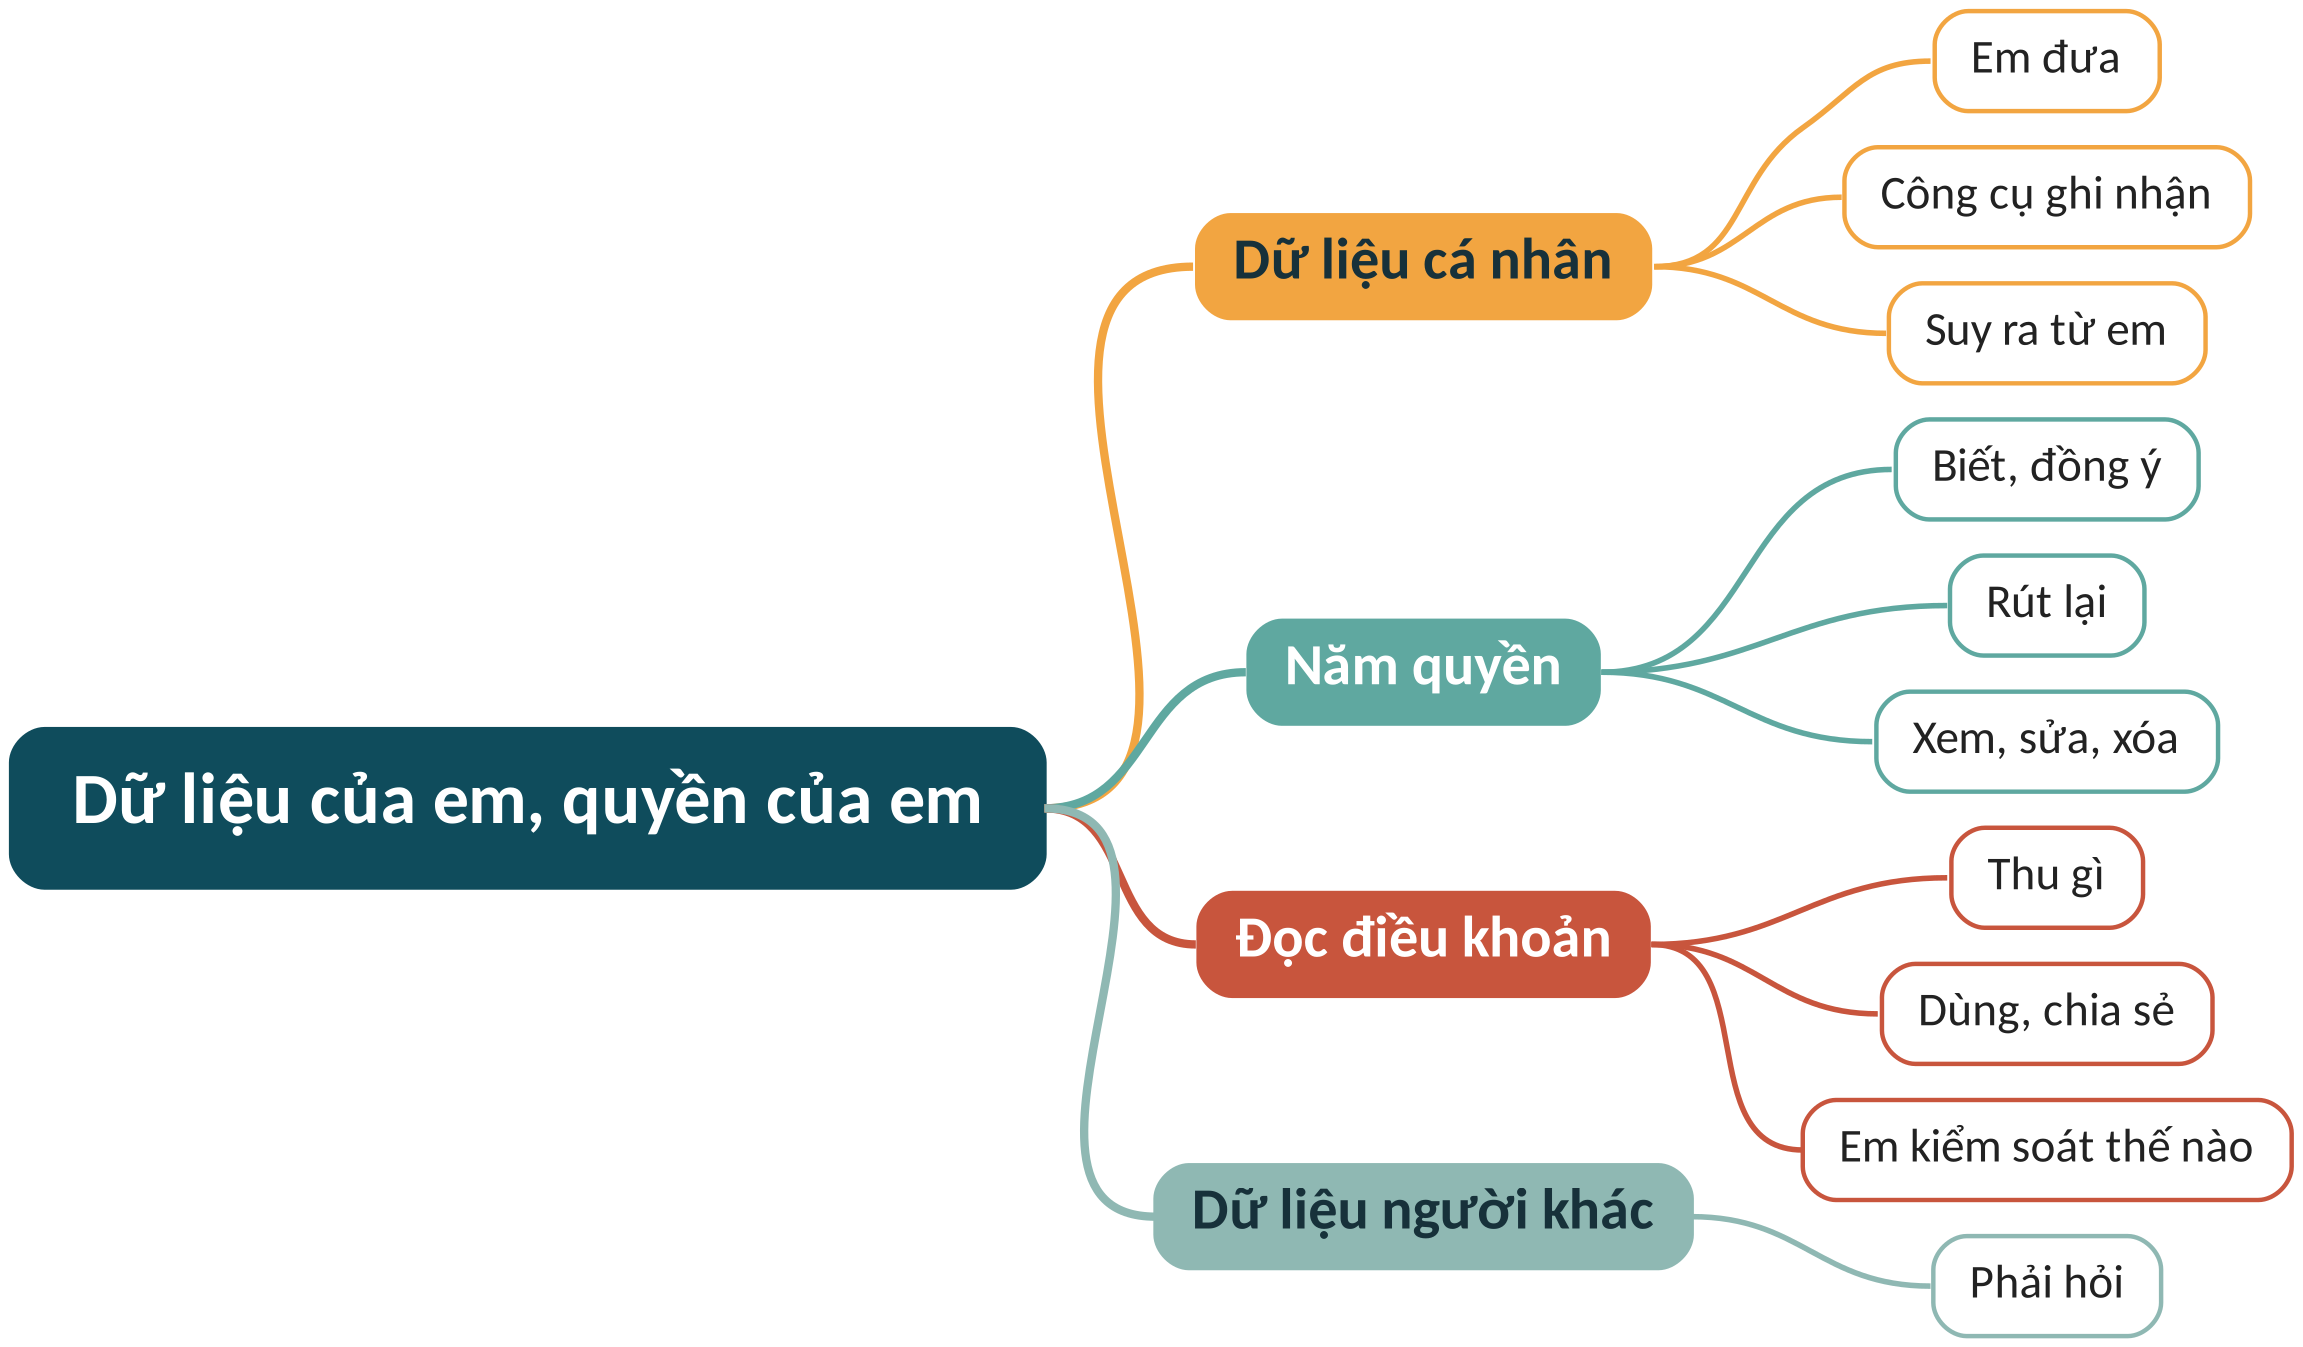 Dữ liệu của em, quyền của em
Dữ liệu cá nhân
Em đưa
Công cụ ghi nhận
Suy ra từ em
Năm quyền
Biết, đồng ý
Rút lại
Xem, sửa, xóa
Đọc điều khoản
Thu gì
Dùng, chia sẻ
Em kiểm soát thế nào
Dữ liệu người khác
Phải hỏi